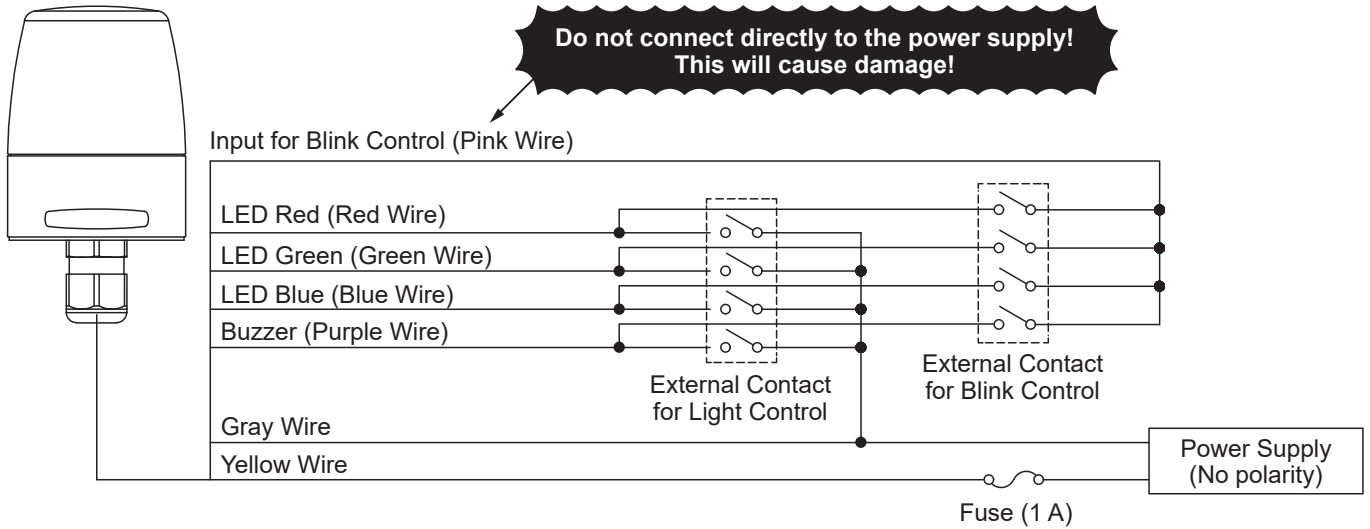 Do not connect directly to the power supply!
This will cause damage!
Input for Blink Control (Pink Wire)
LED Red (Red Wire)
LED Green (Green Wire)
LED Blue (Blue Wire)
Buzzer (Purple Wire)
External Contact
for Light Control
External Contact
for Blink Control
Gray Wire
Yellow Wire
Power Supply
(No polarity)
Fuse (1 A)